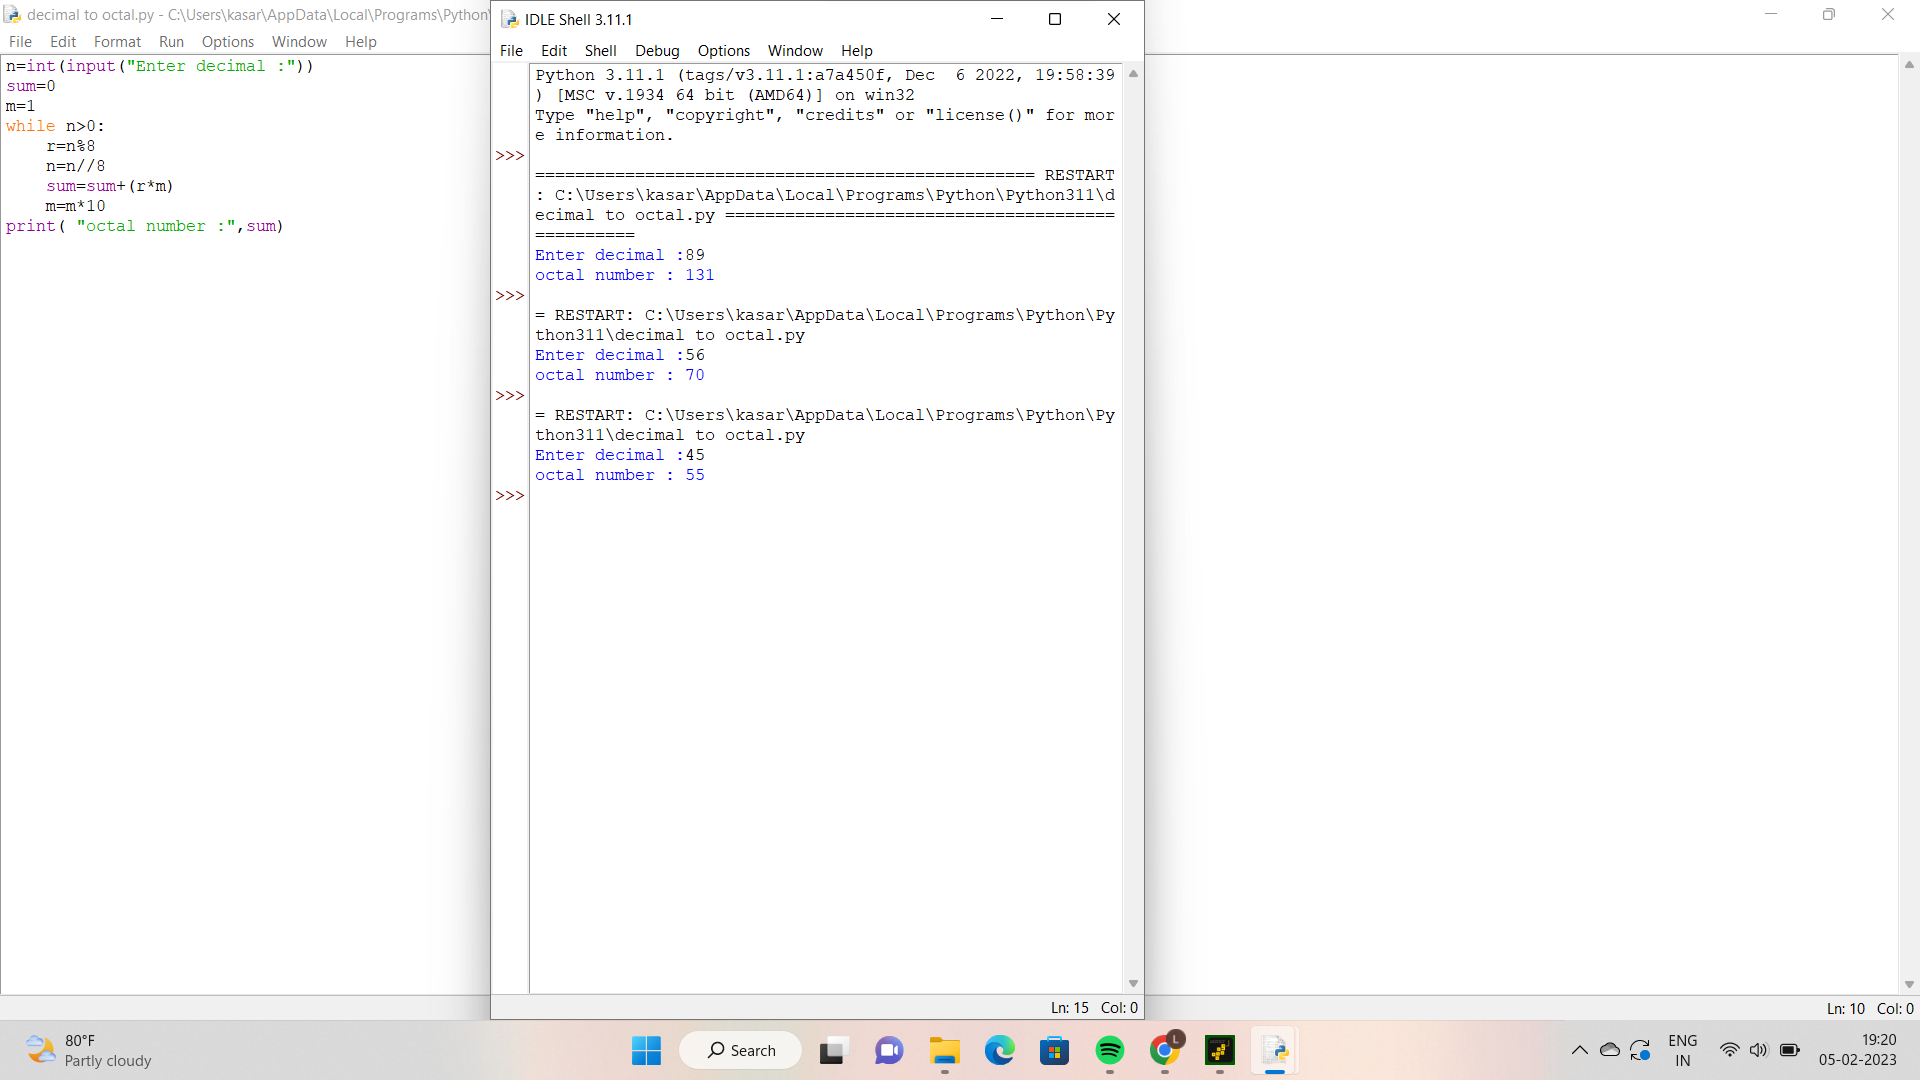 decimal to octal.py - C:\Users\kasar\AppData\Local\Programs\Python\
File Edit Format Run Options Window Help
n=int(input("Enter decimal :"))
sum=0
m=1
while n>0:
    r=n%8
    n=n//8
    sum=sum+(r*m)
    m=m*10
print( "octal number :",sum)
IDLE Shell 3.11.1
File Edit Shell Debug Options Window Help
Python 3.11.1 (tags/v3.11.1:a7a450f, Dec  6 2022, 19:58:39
) [MSC v.1934 64 bit (AMD64)] on win32
Type "help", "copyright", "credits" or "license()" for mor
e information.
>>>
================================================== RESTART
: C:\Users\kasar\AppData\Local\Programs\Python\Python311\d
ecimal to octal.py =======================================
==========
Enter decimal :89
octal number : 131
>>>
= RESTART: C:\Users\kasar\AppData\Local\Programs\Python\Py
thon311\decimal to octal.py
Enter decimal :56
octal number : 70
>>>
= RESTART: C:\Users\kasar\AppData\Local\Programs\Python\Py
thon311\decimal to octal.py
Enter decimal :45
octal number : 55
>>>
Ln: 15 Col: 0
Ln: 10 Col: 0
80°F
Partly cloudy
Search
L
ENG
IN
19:20
05-02-2023